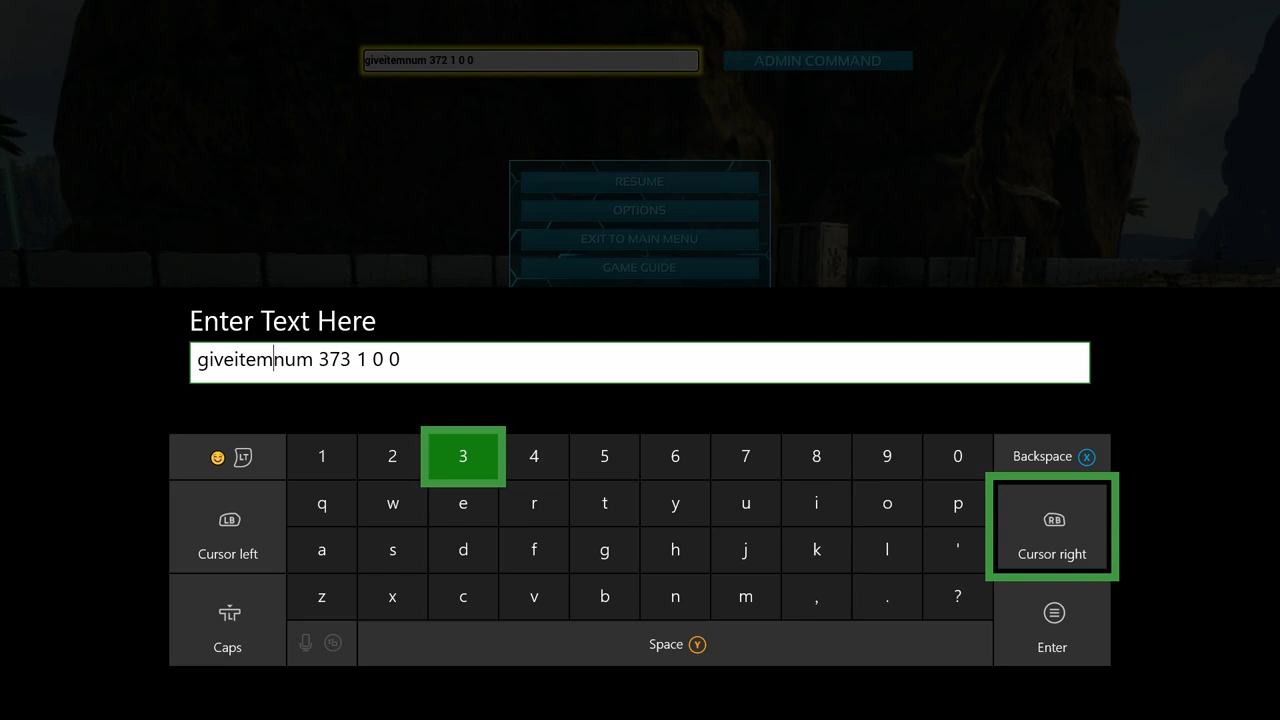 giveitemnum 372 1 0 0
ADMIN COMMAND
RESUME
OPTIONS
EXIT TO MAIN MENU
GAME GUIDE
Enter Text Here
giveitemnum 373 1 0 0
LT 1 2 3 4 5 6 7 8 9 0 Backspace X
q w e r t y u i o p
LB Cursor left
a s d f g h j k l '
RB Cursor right
z x c v b n m , . ?
Caps
Space Y
Enter